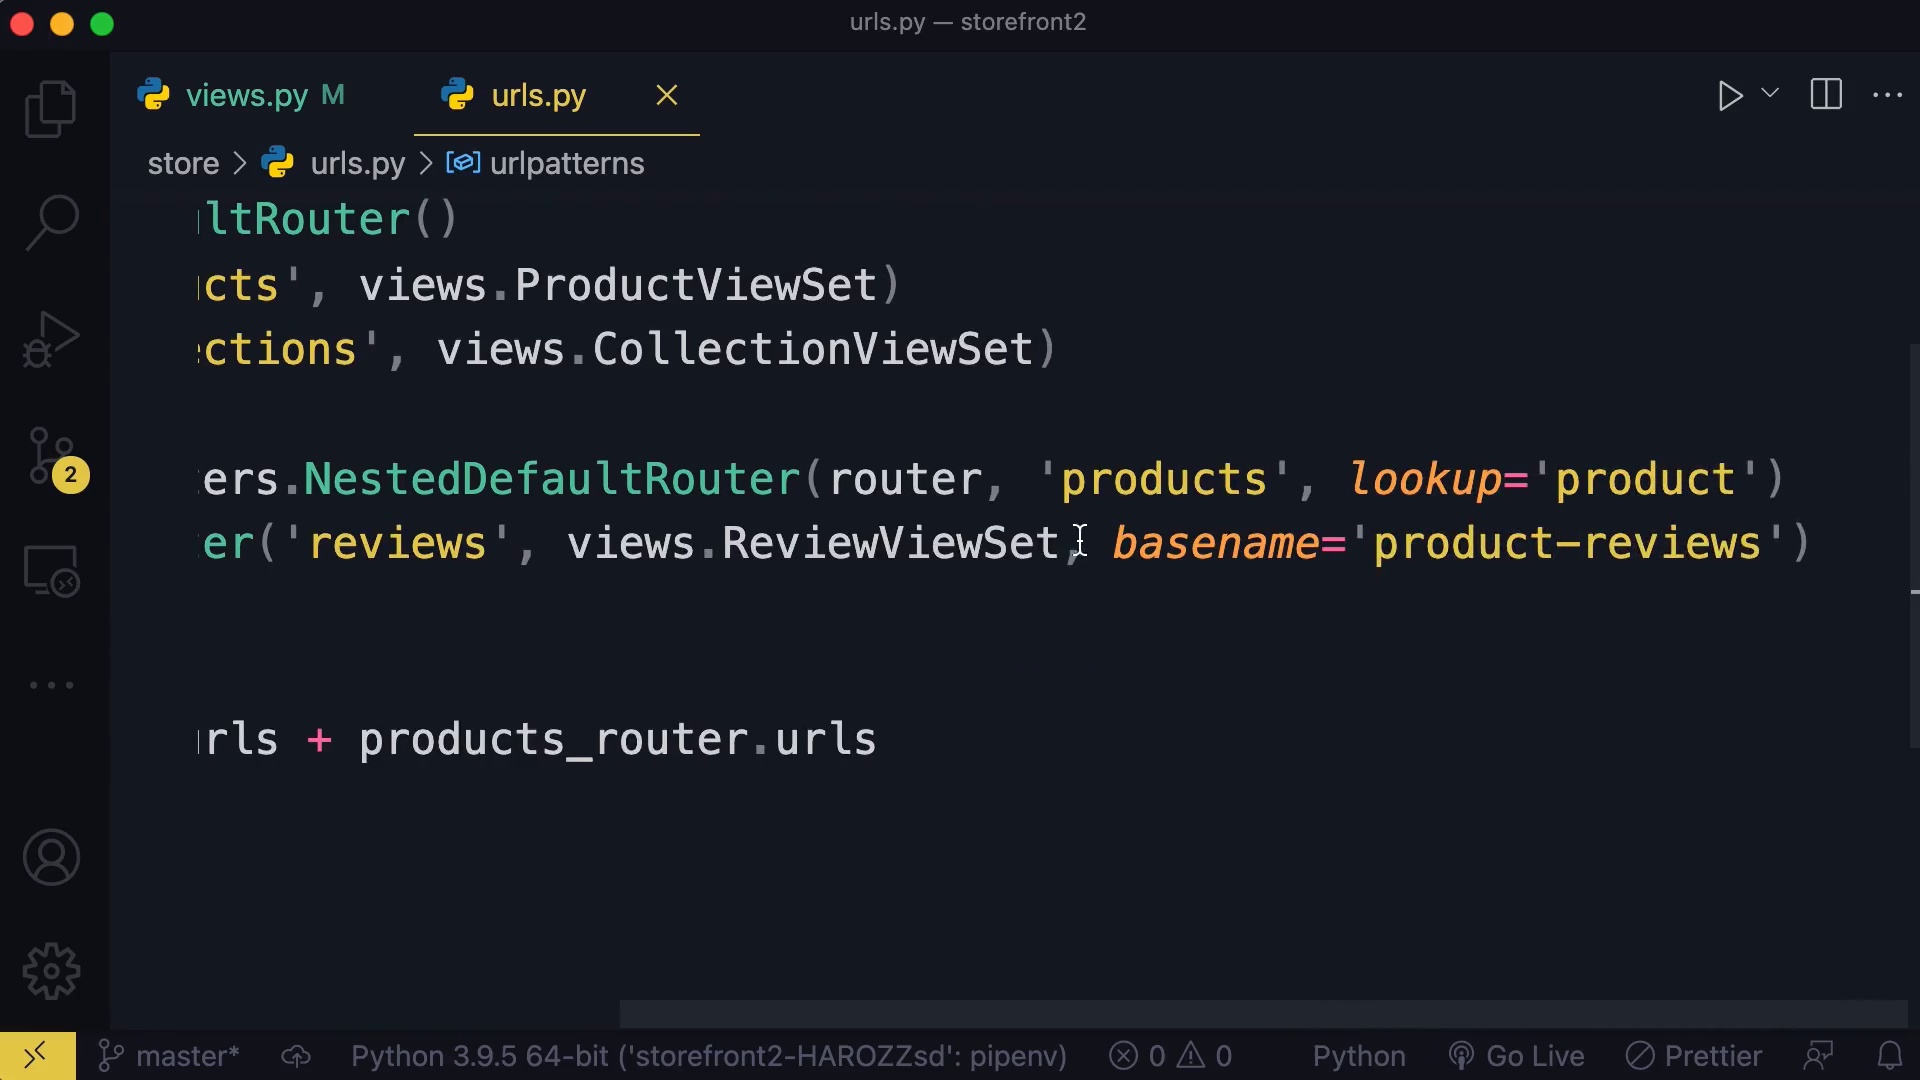 urls.py — storefront2
views.py M
urls.py
store > urls.py > urlpatterns
ltRouter()
cts', views.ProductViewSet)
ections', views.CollectionViewSet)
ers.NestedDefaultRouter(router, 'products', lookup='product')
er('reviews', views.ReviewViewSet, basename='product-reviews')
rls + products_router.urls
2
master* Python 3.9.5 64-bit ('storefront2-HAROZZsd': pipenv) 0 0 Python Go Live Prettier